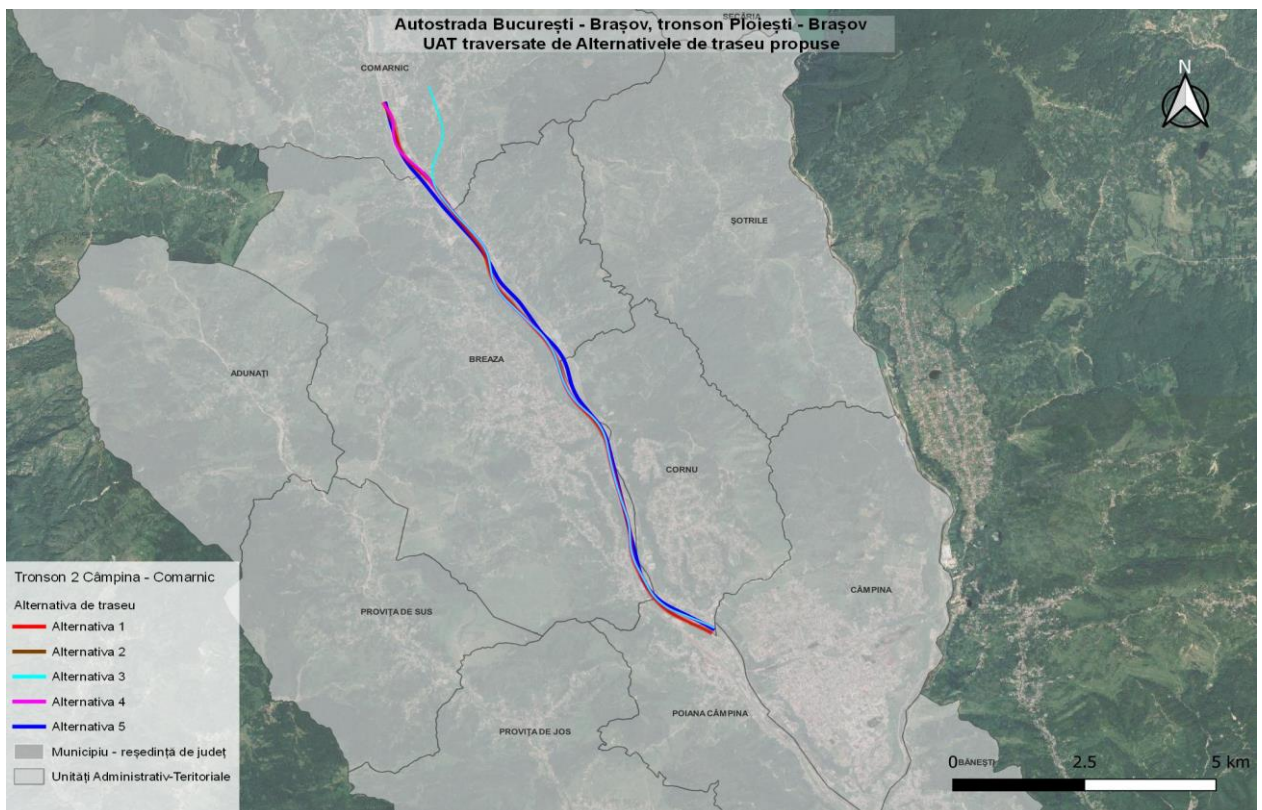 SECĂRIA
Autostrada București - Brașov, tronson Ploiești - Brașov
UAT traversate de Alternativele de traseu propuse
COMARNIC
N
ȘOTRILE
BREAZA
ADUNAȚI
CORNU
CÂMPINA
PROVIȚA DE SUS
POIANA CÂMPINA
PROVIȚA DE JOS
Tronson 2 Câmpina - Comarnic
Alternativa de traseu
Alternativa 1
Alternativa 2
Alternativa 3
Alternativa 4
Alternativa 5
Municipiu - reședință de județ
Unități Administrativ-Teritoriale
BĂNEȘTI
0 2.5 5 km